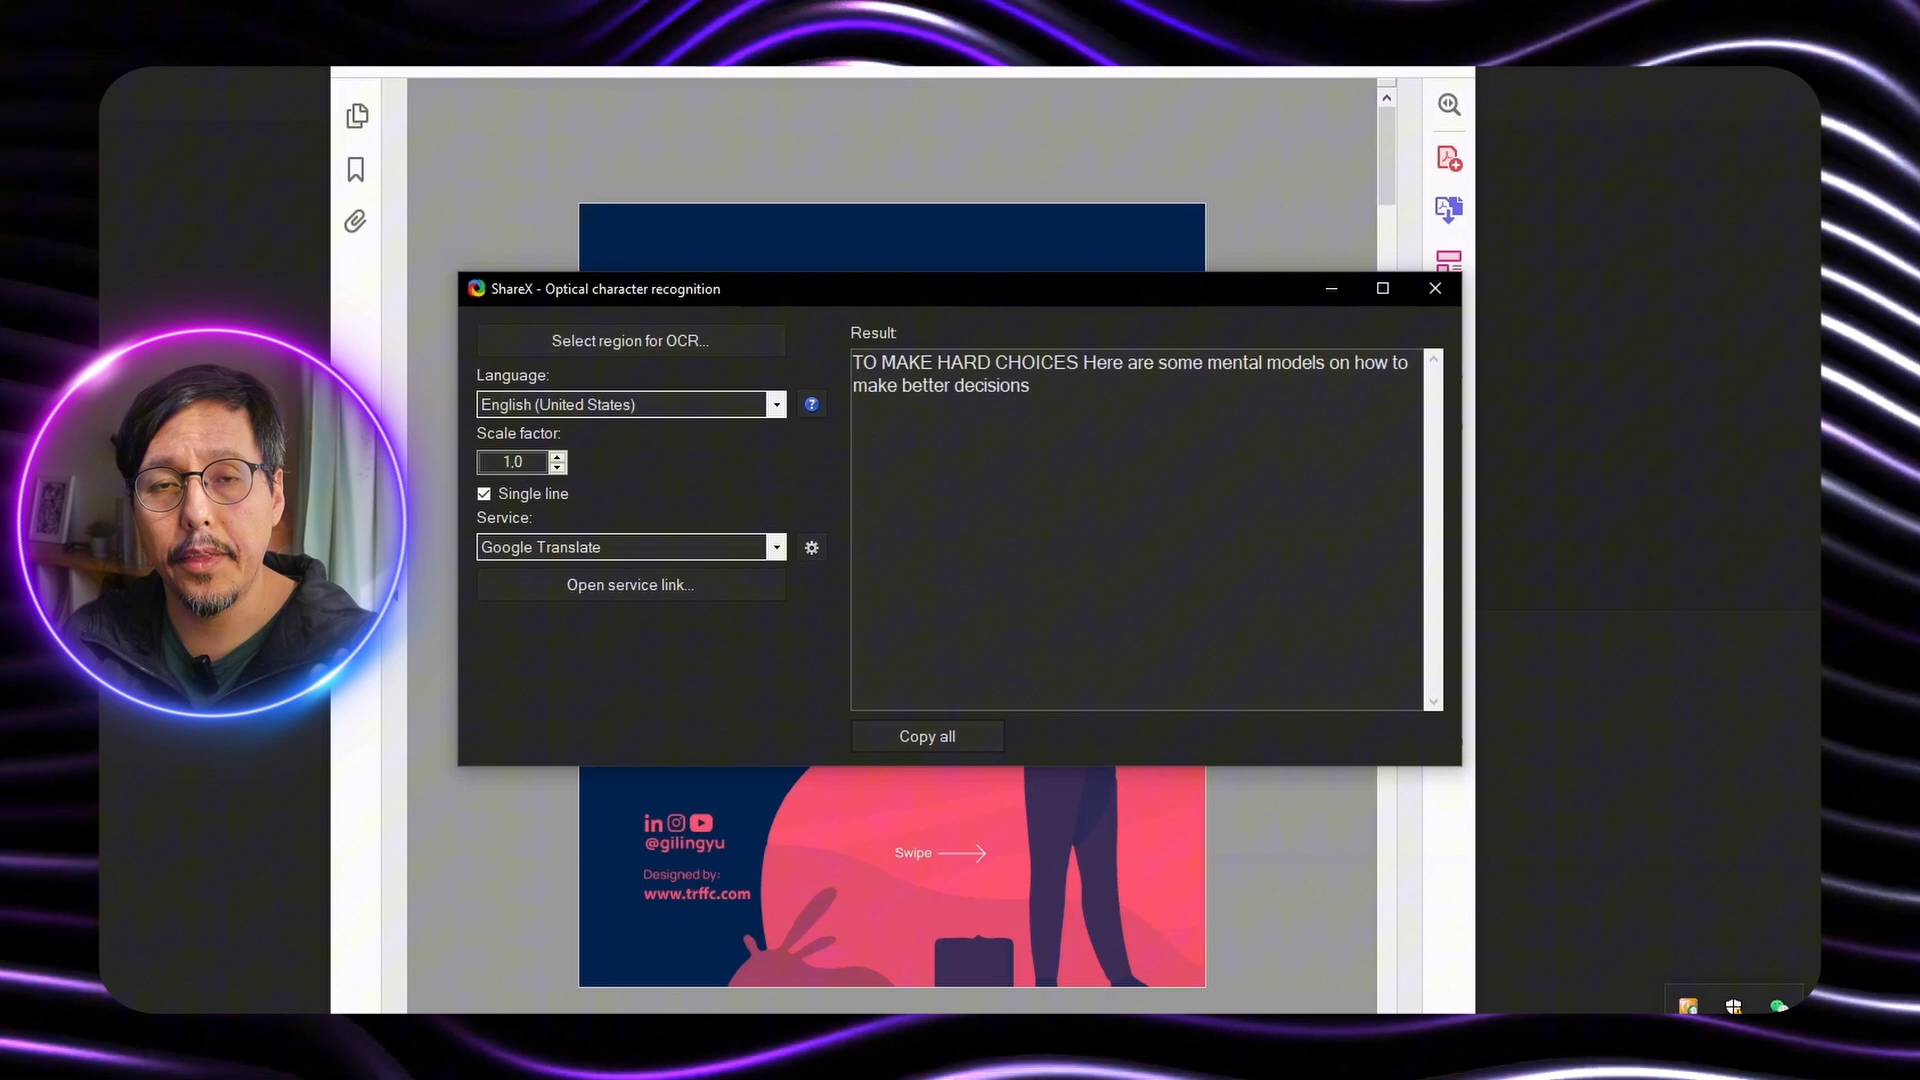 ShareX - Optical character recognition
Select region for OCR...
Language:
English (United States)
Scale factor:
1,0
Single line
Service:
Google Translate
Open service link...
Result:
TO MAKE HARD CHOICES Here are some mental models on how to
make better decisions
Copy all
in
@gilingyu
Designed by:
www.trffc.com
Swipe